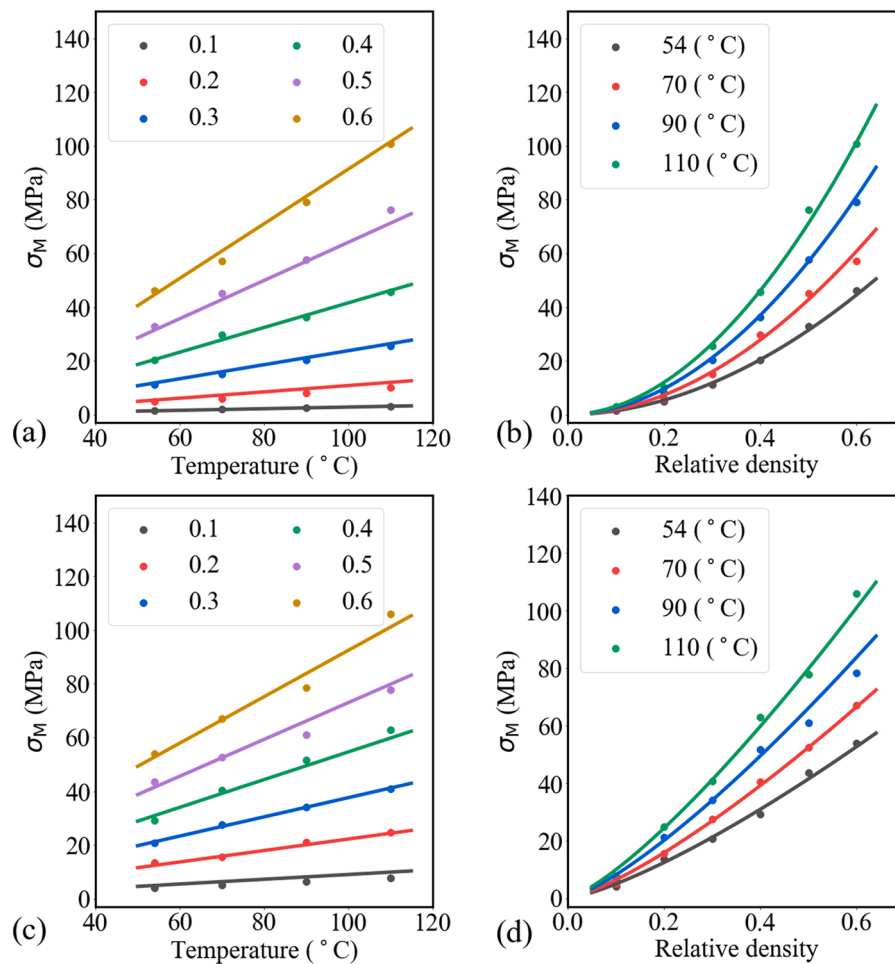 140
120
100
80
60
40
20
0
σM (MPa)
0.1 0.4
0.2 0.5
0.3 0.6
40 60 80 100 120
Temperature (°C)
(a)
140
120
100
80
60
40
20
0
σM (MPa)
54 (°C)
70 (°C)
90 (°C)
110 (°C)
0.0 0.2 0.4 0.6
Relative density
(b)
140
120
100
80
60
40
20
0
σM (MPa)
0.1 0.4
0.2 0.5
0.3 0.6
40 60 80 100 120
Temperature (°C)
(c)
140
120
100
80
60
40
20
0
σM (MPa)
54 (°C)
70 (°C)
90 (°C)
110 (°C)
0.0 0.2 0.4 0.6
Relative density
(d)